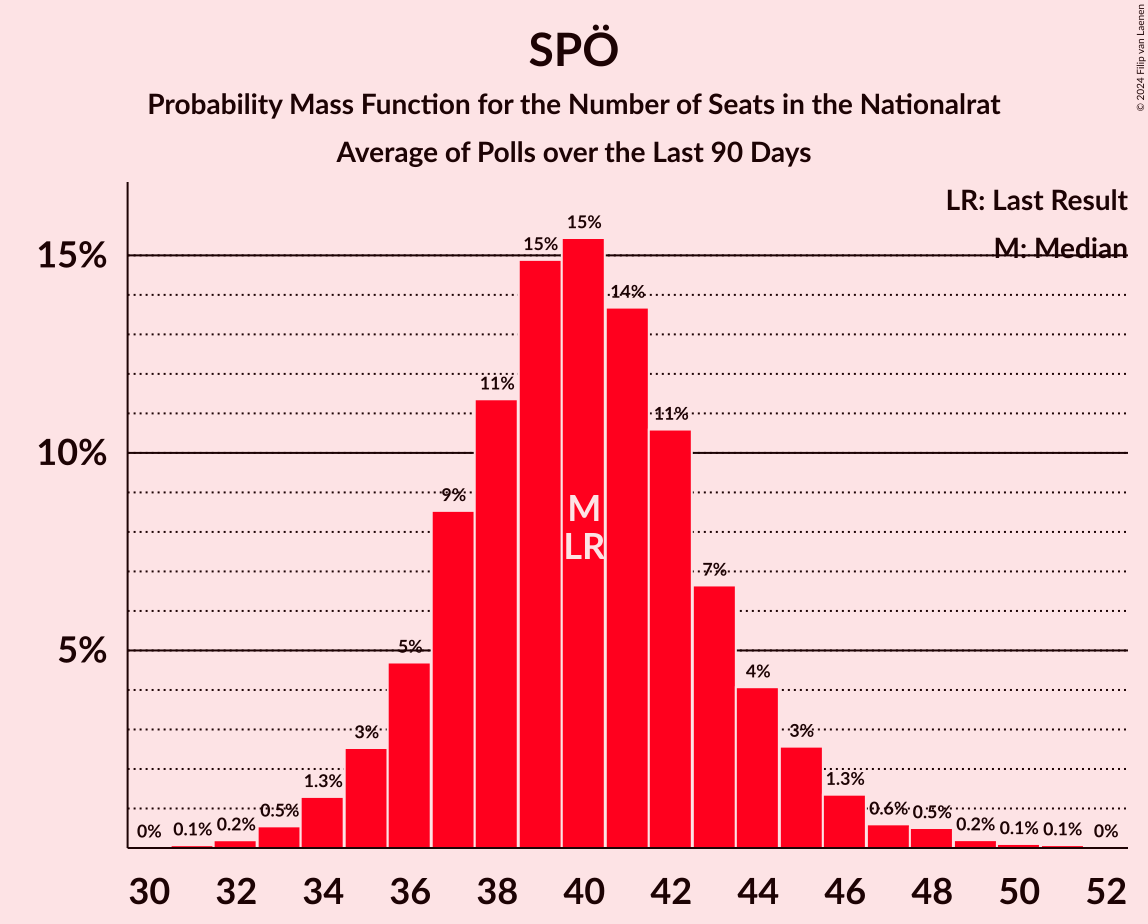 SPÖ
Probability Mass Function for the Number of Seats in the Nationalrat
Average of Polls over the Last 90 Days
© 2024 Filip van Laenen
LR: Last Result
M: Median
15%
10%
5%
0%
0.1%
0.2%
0.5%
1.3%
3%
5%
9%
11%
15%
15%
14%
11%
7%
4%
3%
1.3%
0.6%
0.5%
0.2%
0.1%
0.1%
0%
M
LR
30 32 34 36 38 40 42 44 46 48 50 52